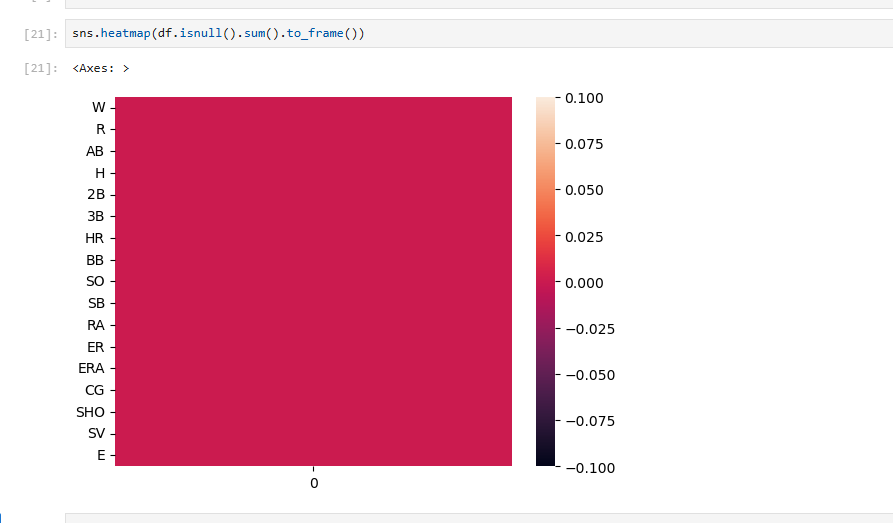 [21]: sns.heatmap(df.isnull().sum().to_frame())
[21]: <Axes: >
W
R
AB
H
2B
3B
HR
BB
SO
SB
RA
ER
ERA
CG
SHO
SV
E
0
0.100
0.075
0.050
0.025
0.000
−0.025
−0.050
−0.075
−0.100